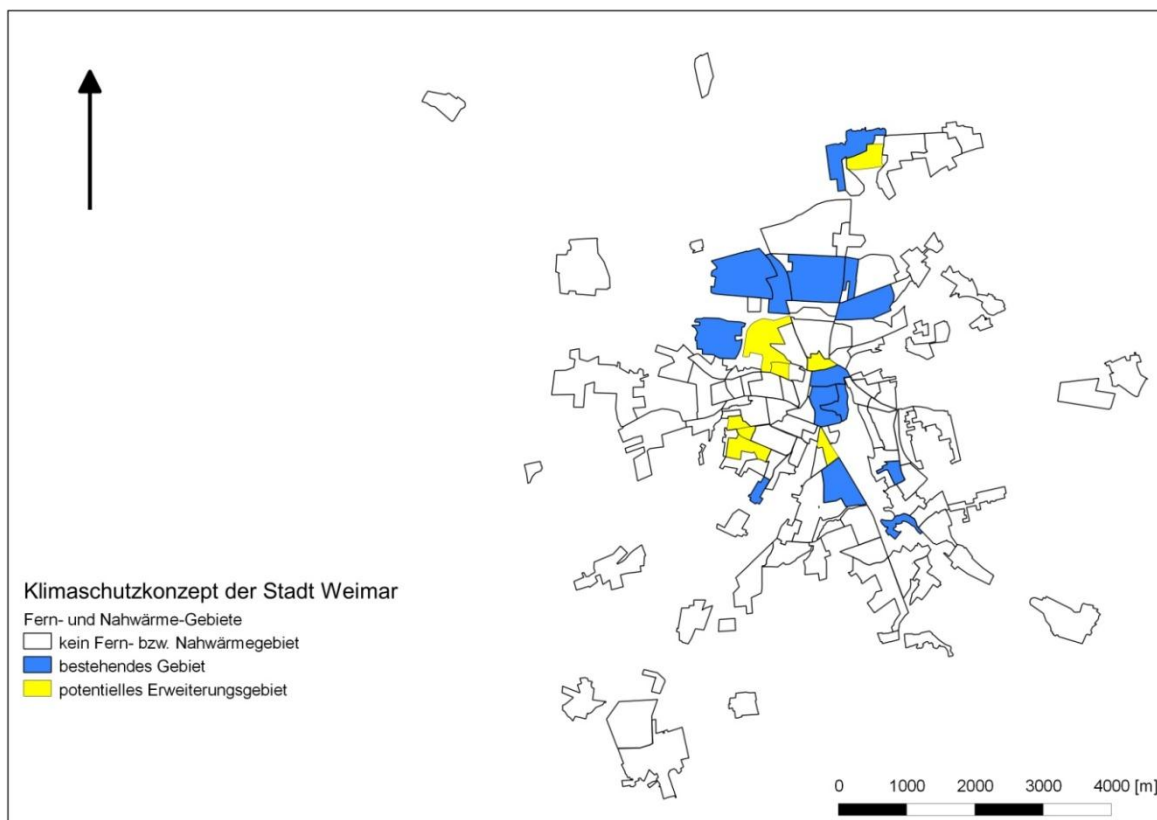 Klimaschutzkonzept der Stadt Weimar
Fern- und Nahwärme-Gebiete
kein Fern- bzw. Nahwärmegebiet
bestehendes Gebiet
potentielles Erweiterungsgebiet
0 1000 2000 3000 4000 [m]